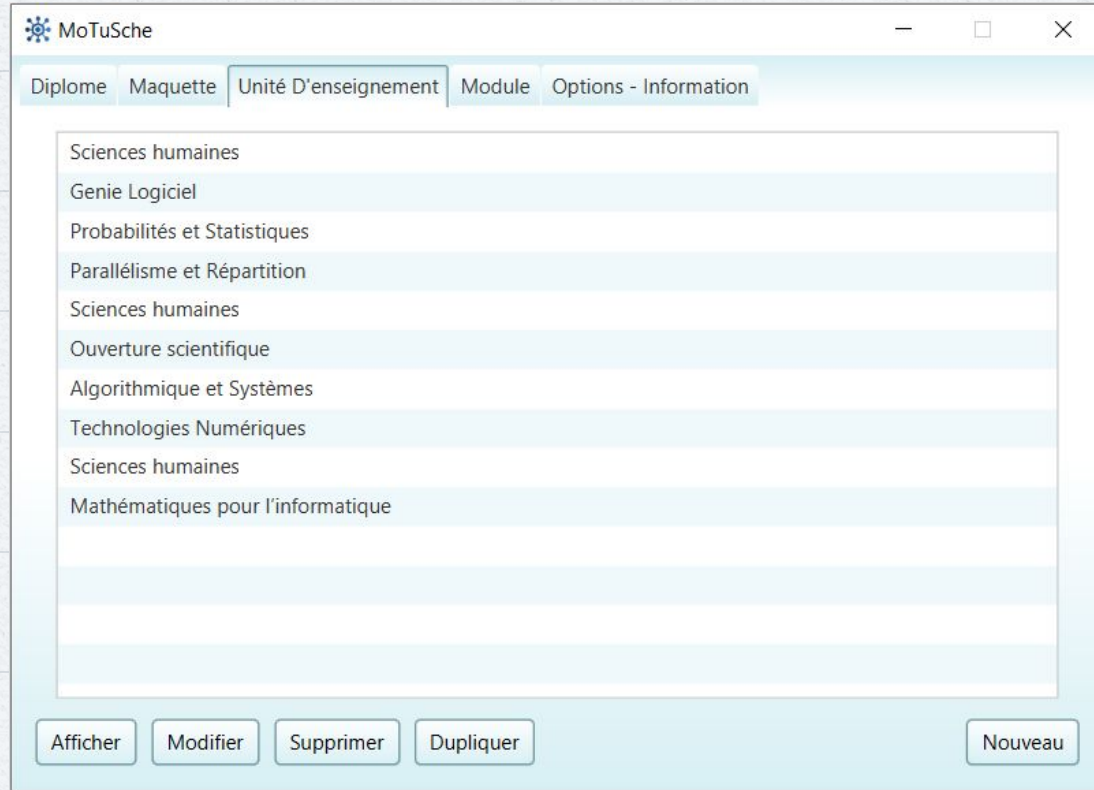 MoTuSche
Diplome Maquette Unité D'enseignement Module Options - Information
Sciences humaines
Genie Logiciel
Probabilités et Statistiques
Parallélisme et Répartition
Sciences humaines
Ouverture scientifique
Algorithmique et Systèmes
Technologies Numériques
Sciences humaines
Mathématiques pour l’informatique
Afficher Modifier Supprimer Dupliquer Nouveau